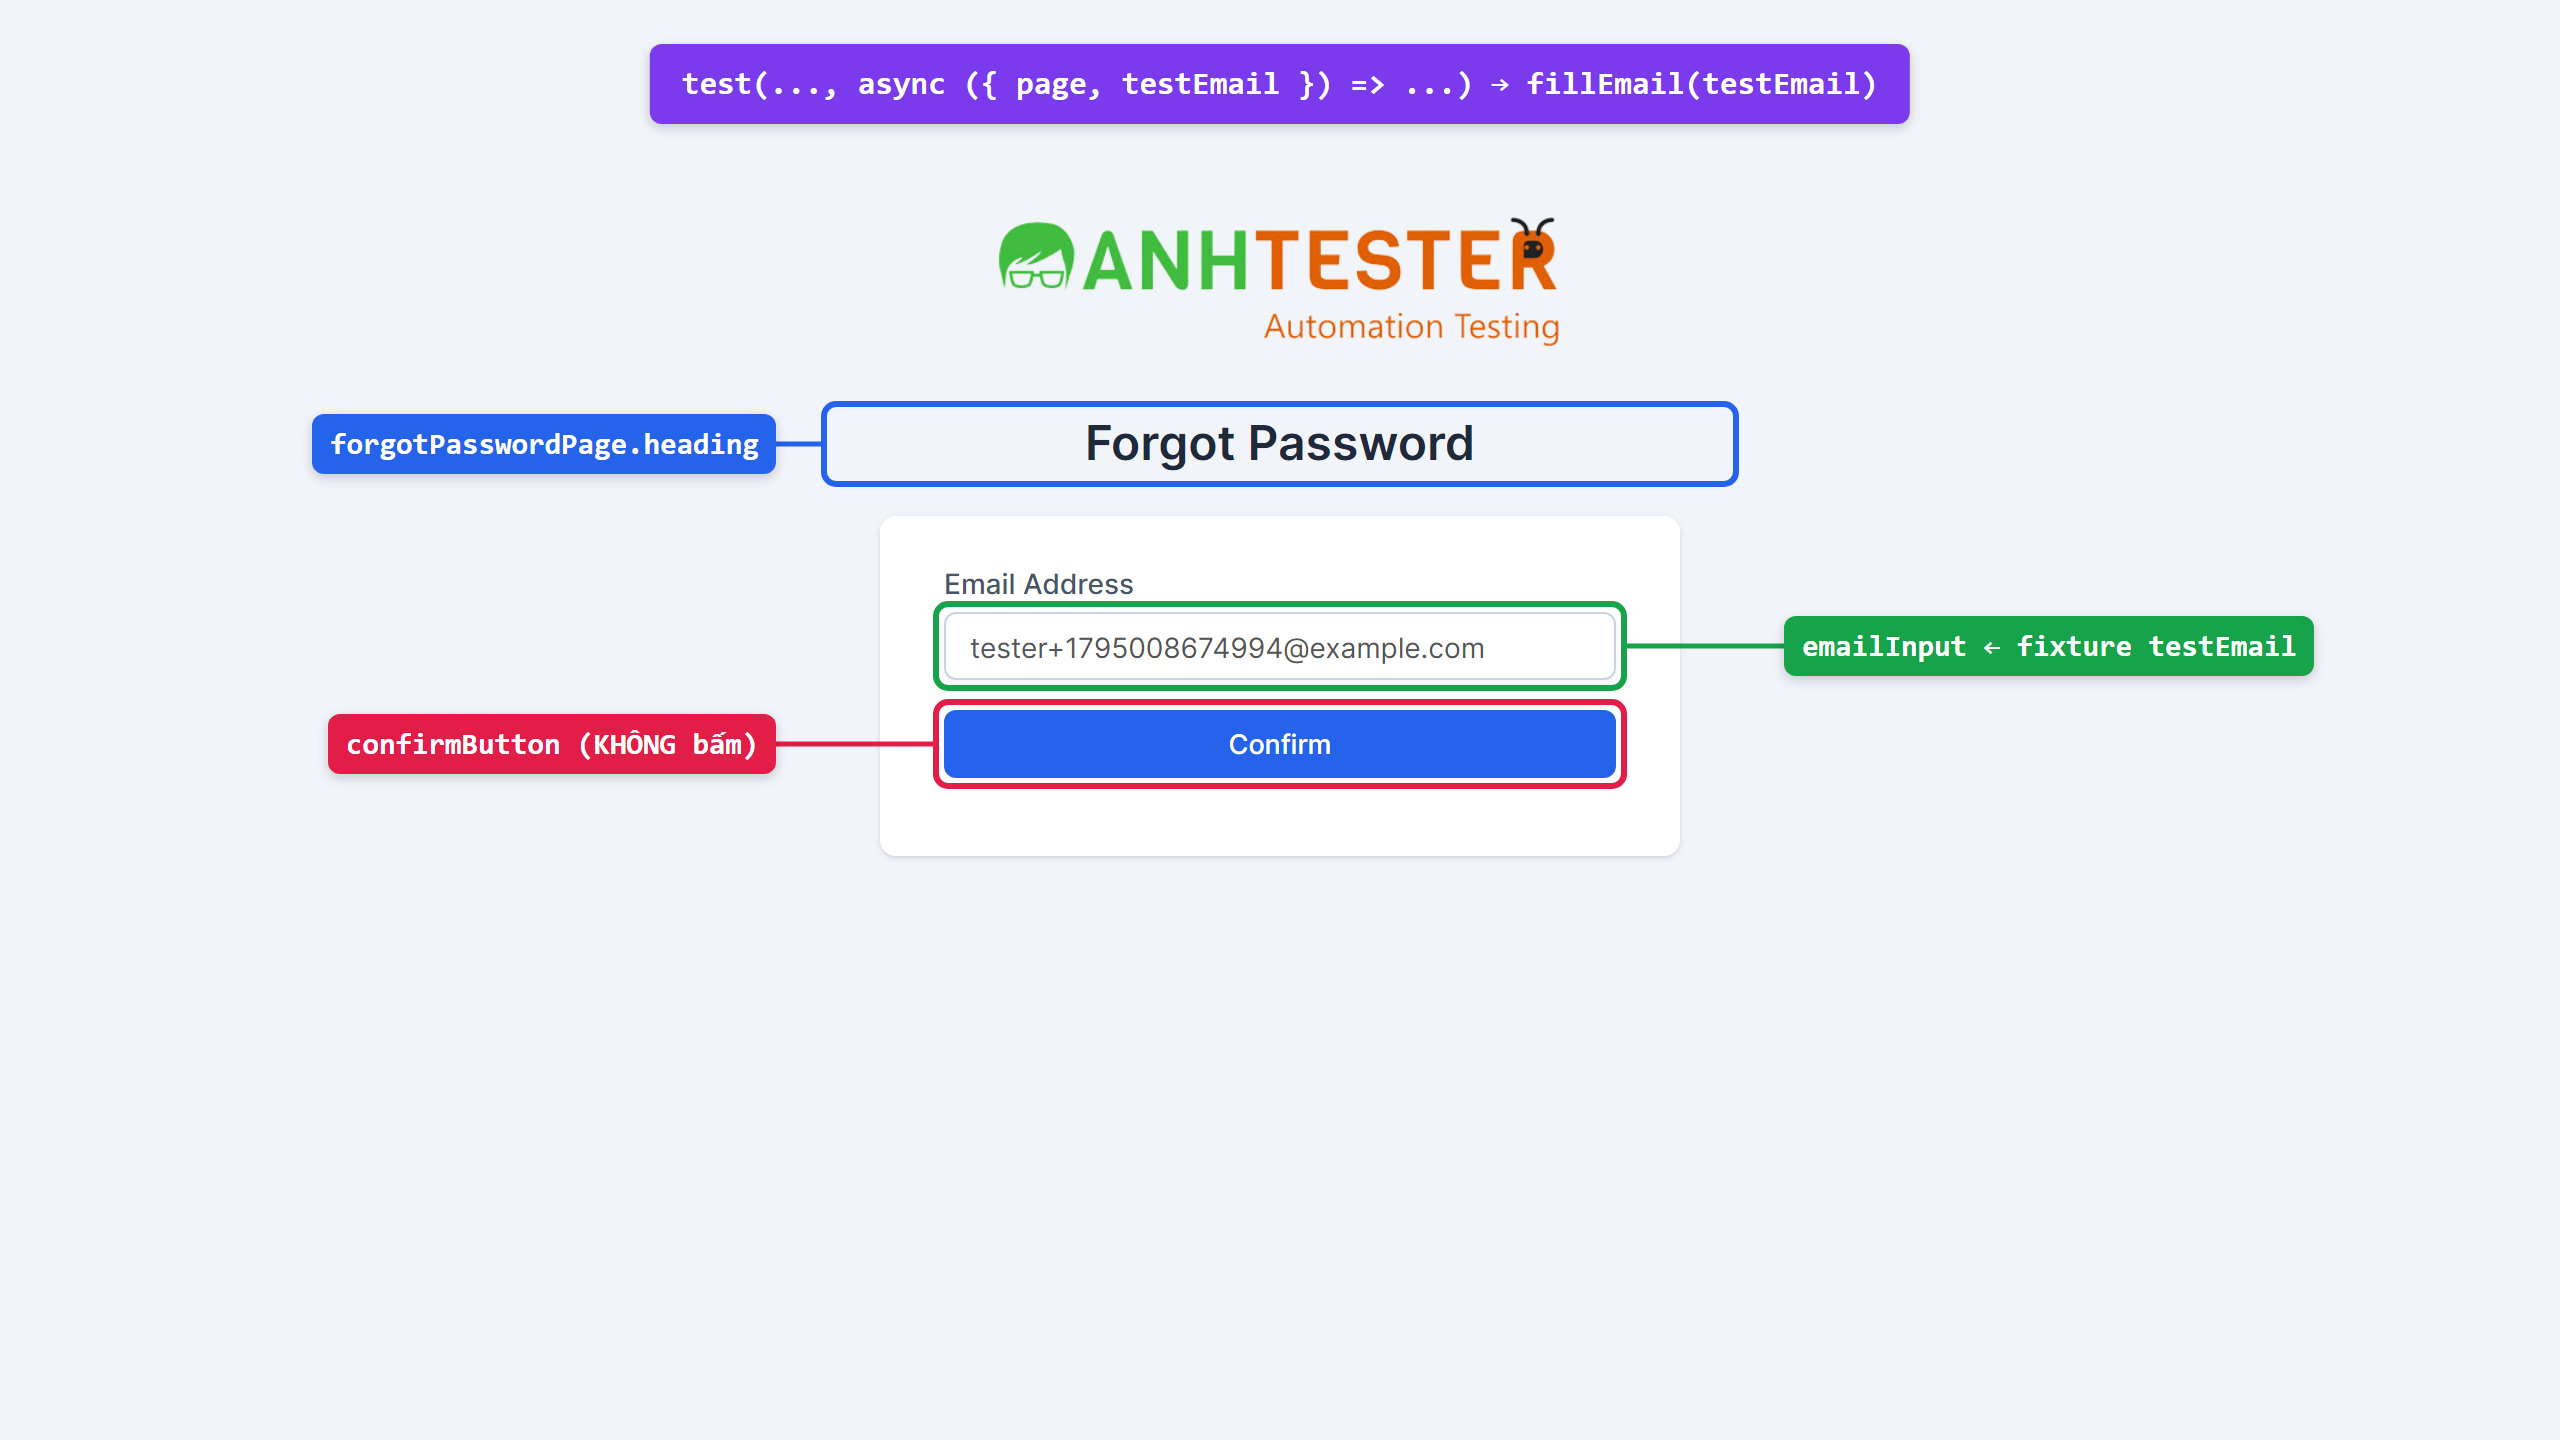 test(..., async ({ page, testEmail }) => ...) → fillEmail(testEmail)
ANHTESTER
Automation Testing
forgotPasswordPage.heading
Forgot Password
Email Address
tester+1795008674994@example.com
emailInput ← fixture testEmail
confirmButton (KHÔNG bấm)
Confirm